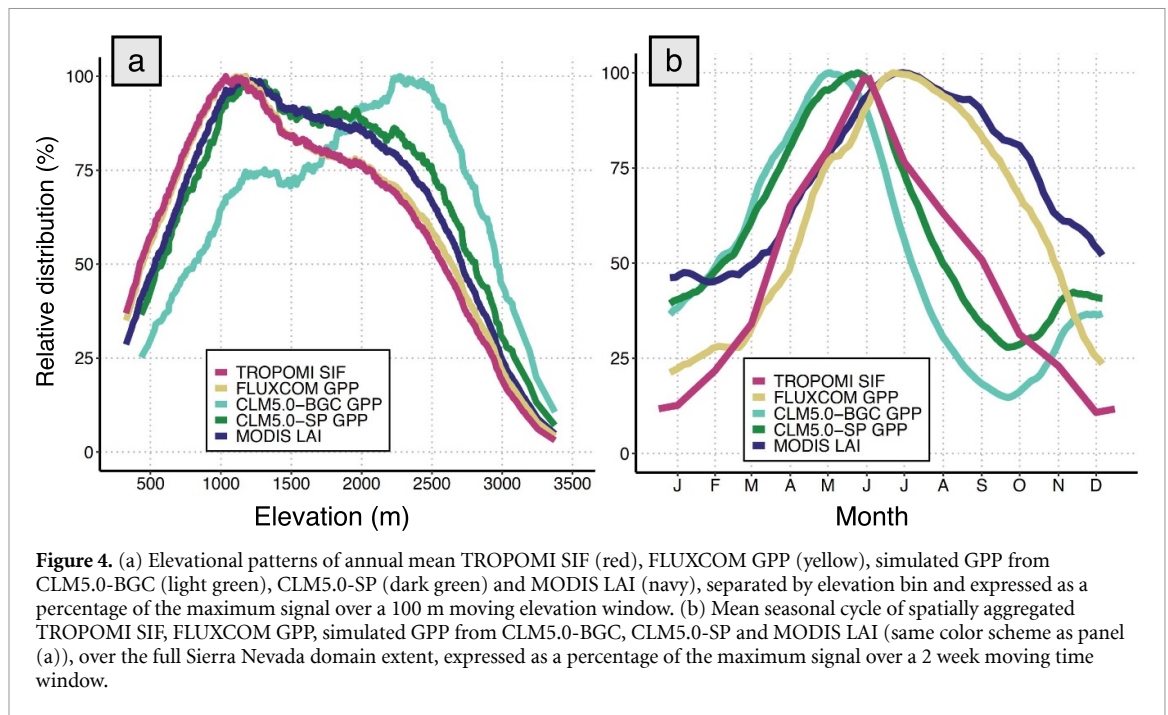 a
b
Relative distribution (%)
100
75
50
25
0
500
1000
1500
2000
2500
3000
3500
Elevation (m)
TROPOMI SIF
FLUXCOM GPP
CLM5.0−BGC GPP
CLM5.0−SP GPP
MODIS LAI
100
75
50
25
0
J
F
M
A
M
J
J
A
S
O
N
D
Month
TROPOMI SIF
FLUXCOM GPP
CLM5.0−BGC GPP
CLM5.0−SP GPP
MODIS LAI
Figure 4. (a) Elevational patterns of annual mean TROPOMI SIF (red), FLUXCOM GPP (yellow), simulated GPP from
CLM5.0-BGC (light green), CLM5.0-SP (dark green) and MODIS LAI (navy), separated by elevation bin and expressed as a
percentage of the maximum signal over a 100 m moving elevation window. (b) Mean seasonal cycle of spatially aggregated
TROPOMI SIF, FLUXCOM GPP, simulated GPP from CLM5.0-BGC, CLM5.0-SP and MODIS LAI (same color scheme as panel
(a)), over the full Sierra Nevada domain extent, expressed as a percentage of the maximum signal over a 2 week moving time
window.